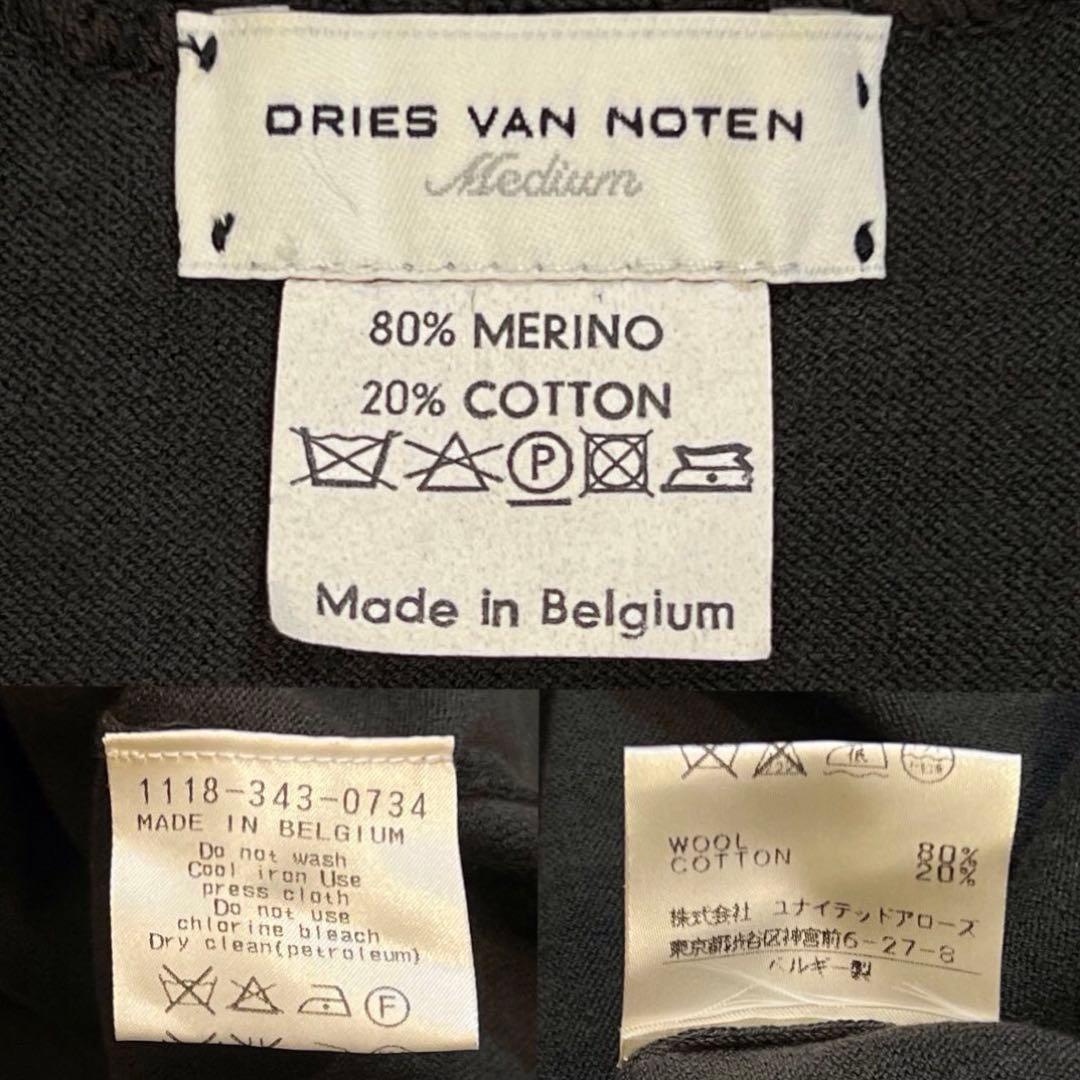 DRIES VAN NOTEN
Medium
80% MERINO
20% COTTON
P
Made in Belgium
1118-343-0734
MADE IN BELGIUM
Do not wash
Cool iron Use
press cloth
Do not use
chlorine bleach
Dry clean(petroleum)
F
低
WOOL 80%
COTTON 20%
株式会社 ユナイテッドアローズ
東京都渋谷区神宮前6-27-8
ベルギー製